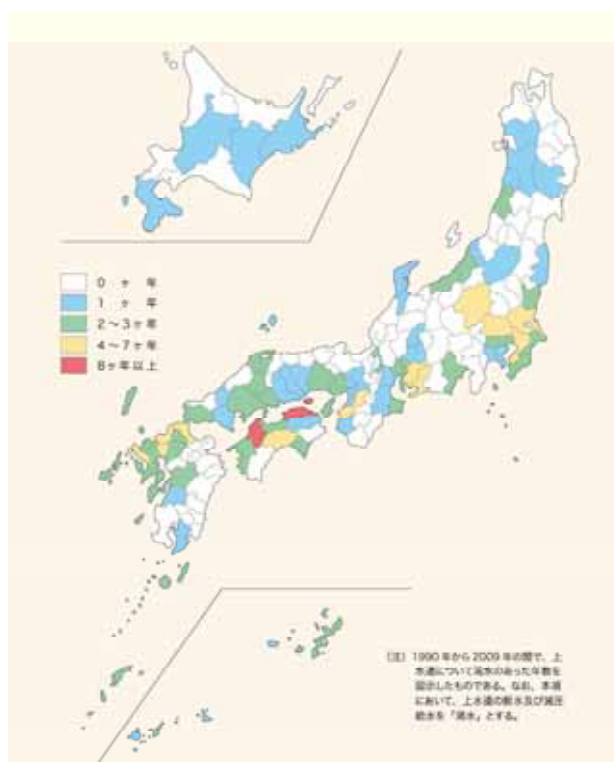 0 ヶ 年
1 ヶ 年
2～3ヶ年
4～7ヶ年
8ヶ年以上
(注) 1990年から2009年の間で、上
水道について渇水のあった年数を
図示したものである。なお、本項
において、上水道の断水及び減圧
給水を「渇水」とする。